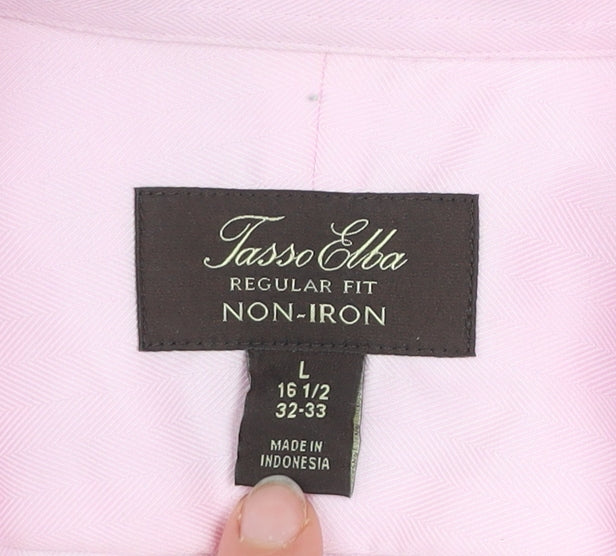 Tasso Elba
REGULAR FIT
NON-IRON
L
16 1/2
32-33
MADE IN
INDONESIA